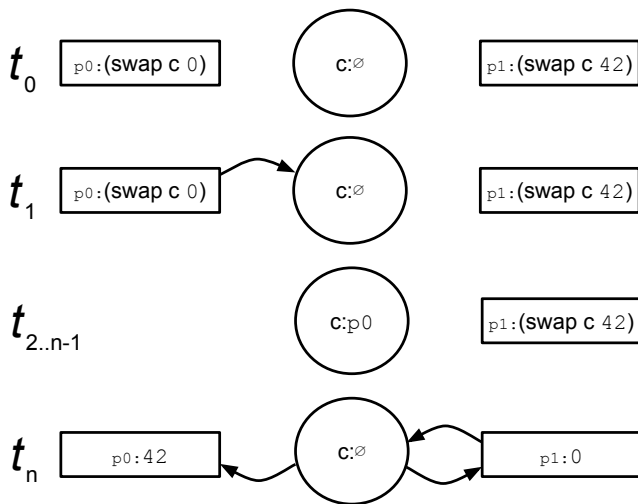 t0 p0:(swap c 0) c:∅ p1:(swap c 42)
t1 p0:(swap c 0) c:∅ p1:(swap c 42)
t2..n-1 c:p0 p1:(swap c 42)
tn p0:42 c:∅ p1:0